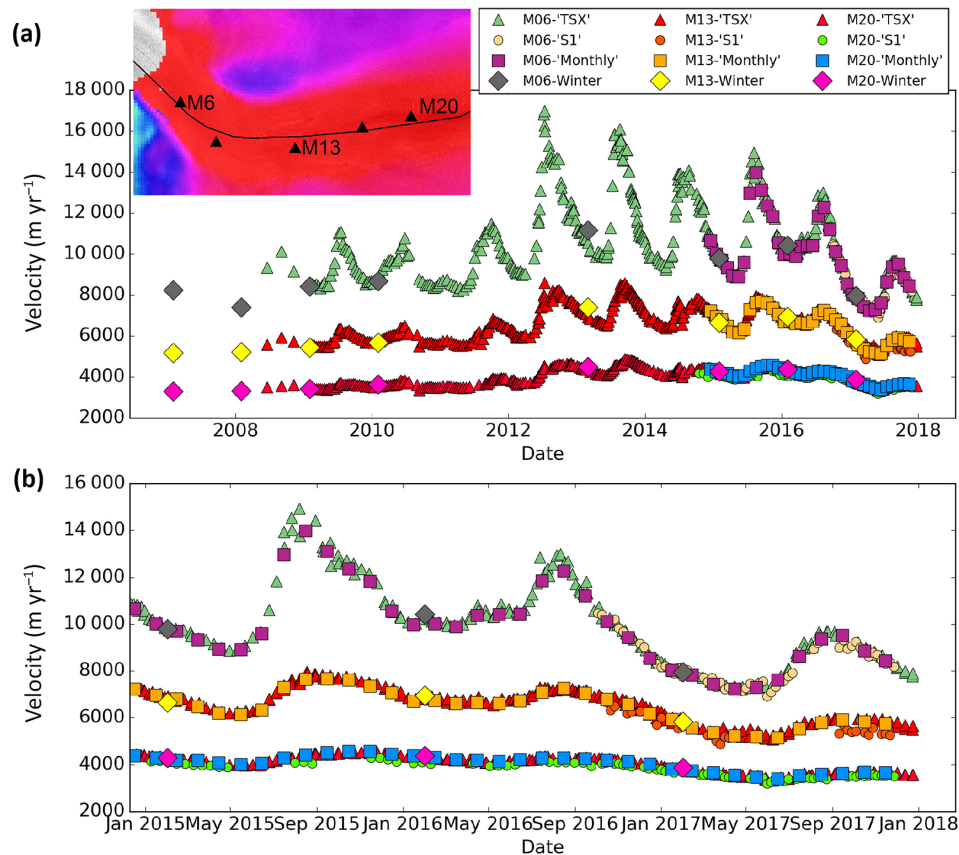 (a)
M06-'TSX' M13-'TSX' M20-'TSX'
M06-'S1' M13-'S1' M20-'S1'
M06-'Monthly' M13-'Monthly' M20-'Monthly'
M06-Winter M13-Winter M20-Winter
M6
M20
M13
18 000
16 000
14 000
12 000
10 000
8000
6000
4000
2000
Velocity (m yr⁻¹)
2008 2010 2012 2014 2016 2018
Date
(b)
16 000
14 000
12 000
10 000
8000
6000
4000
2000
Velocity (m yr⁻¹)
Jan 2015 May 2015 Sep 2015 Jan 2016 May 2016 Sep 2016 Jan 2017 May 2017 Sep 2017 Jan 2018
Date